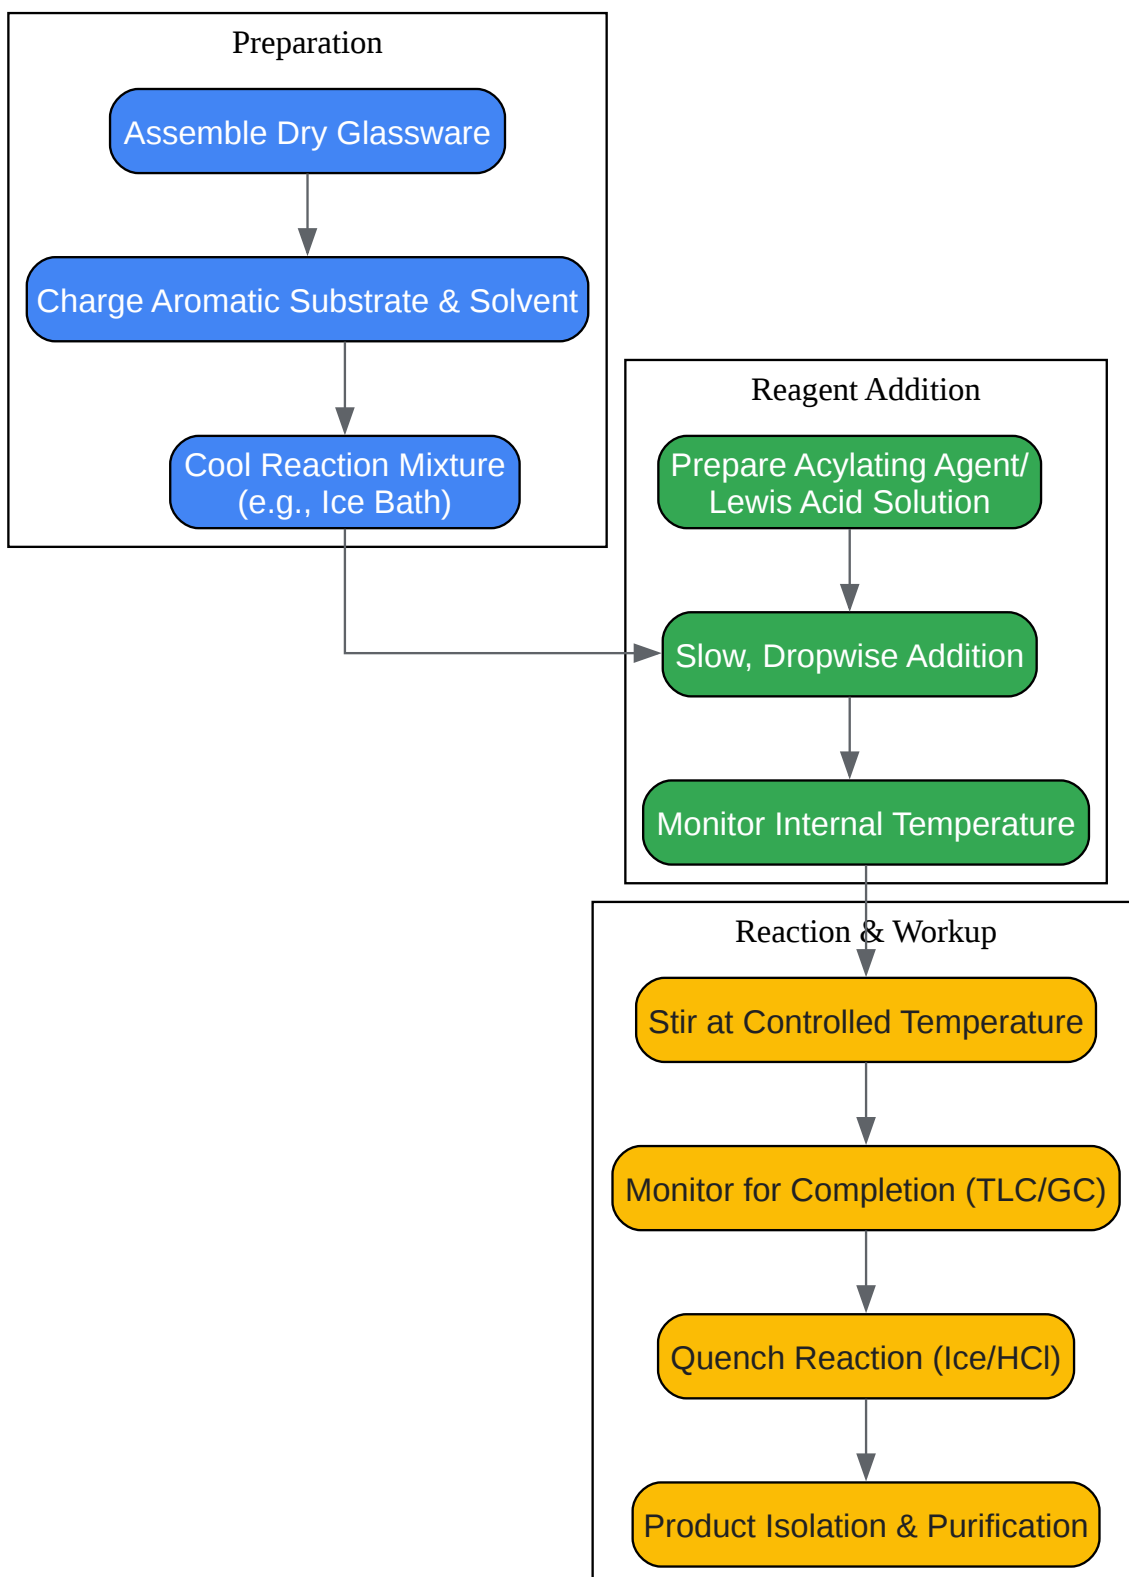 Preparation
Assemble Dry Glassware
Charge Aromatic Substrate & Solvent
Cool Reaction Mixture
(e.g., Ice Bath)
Reagent Addition
Prepare Acylating Agent/
Lewis Acid Solution
Slow, Dropwise Addition
Monitor Internal Temperature
Reaction & Workup
Stir at Controlled Temperature
Monitor for Completion (TLC/GC)
Quench Reaction (Ice/HCl)
Product Isolation & Purification